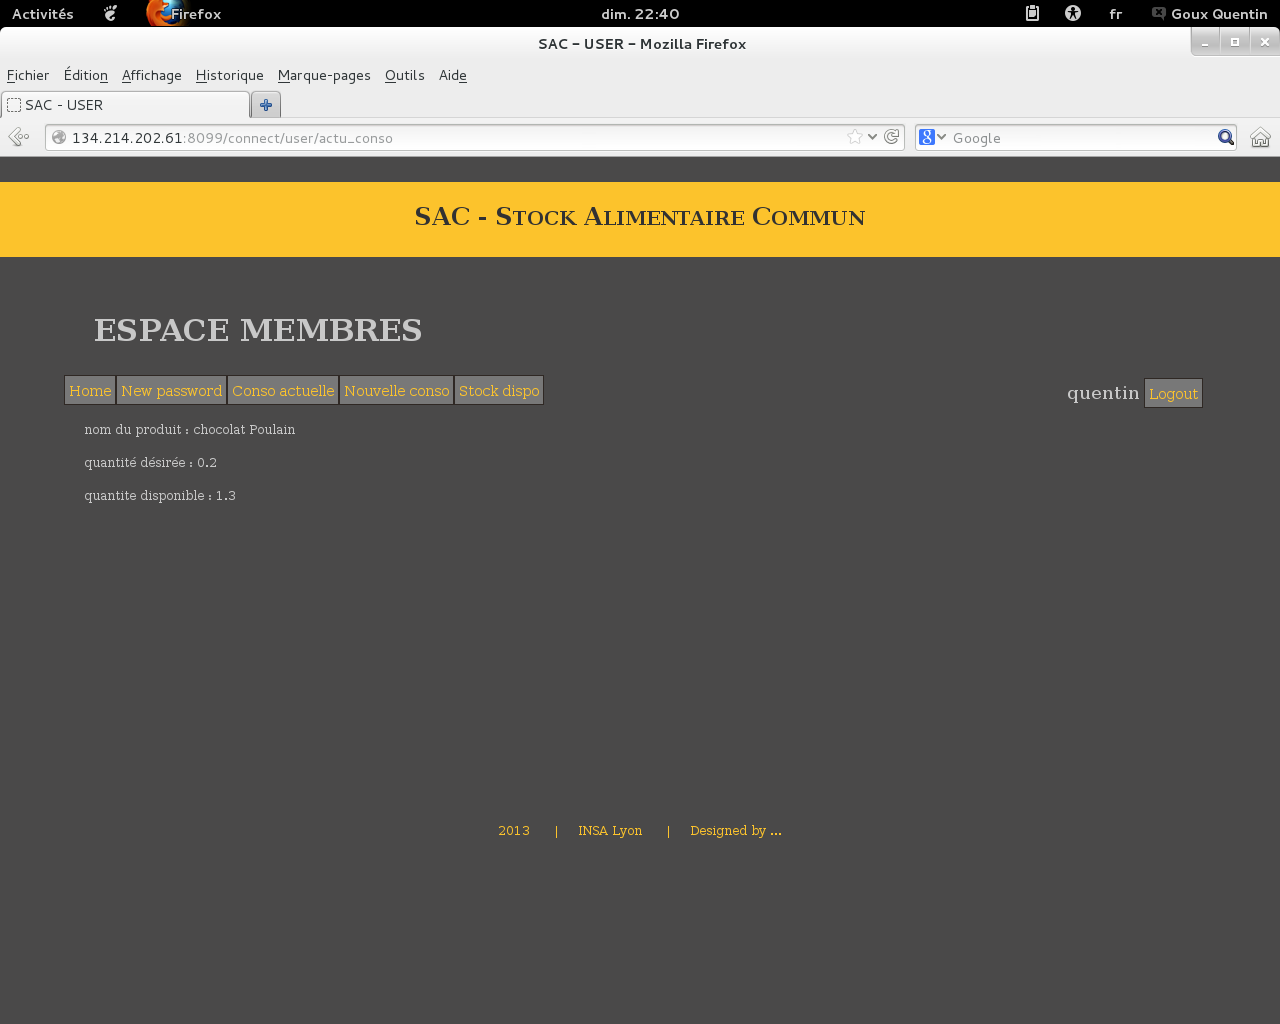 Activités Firefox dim. 22:40 fr Goux Quentin
SAC - USER - Mozilla Firefox
Fichier Édition Affichage Historique Marque-pages Outils Aide
SAC - USER
134.214.202.61:8099/connect/user/actu_conso Google
SAC - Stock Alimentaire Commun
ESPACE MEMBRES
Home New password Conso actuelle Nouvelle conso Stock dispo quentin Logout
nom du produit : chocolat Poulain
quantité désirée : 0.2
quantite disponible : 1.3
2013 | INSA Lyon | Designed by ...